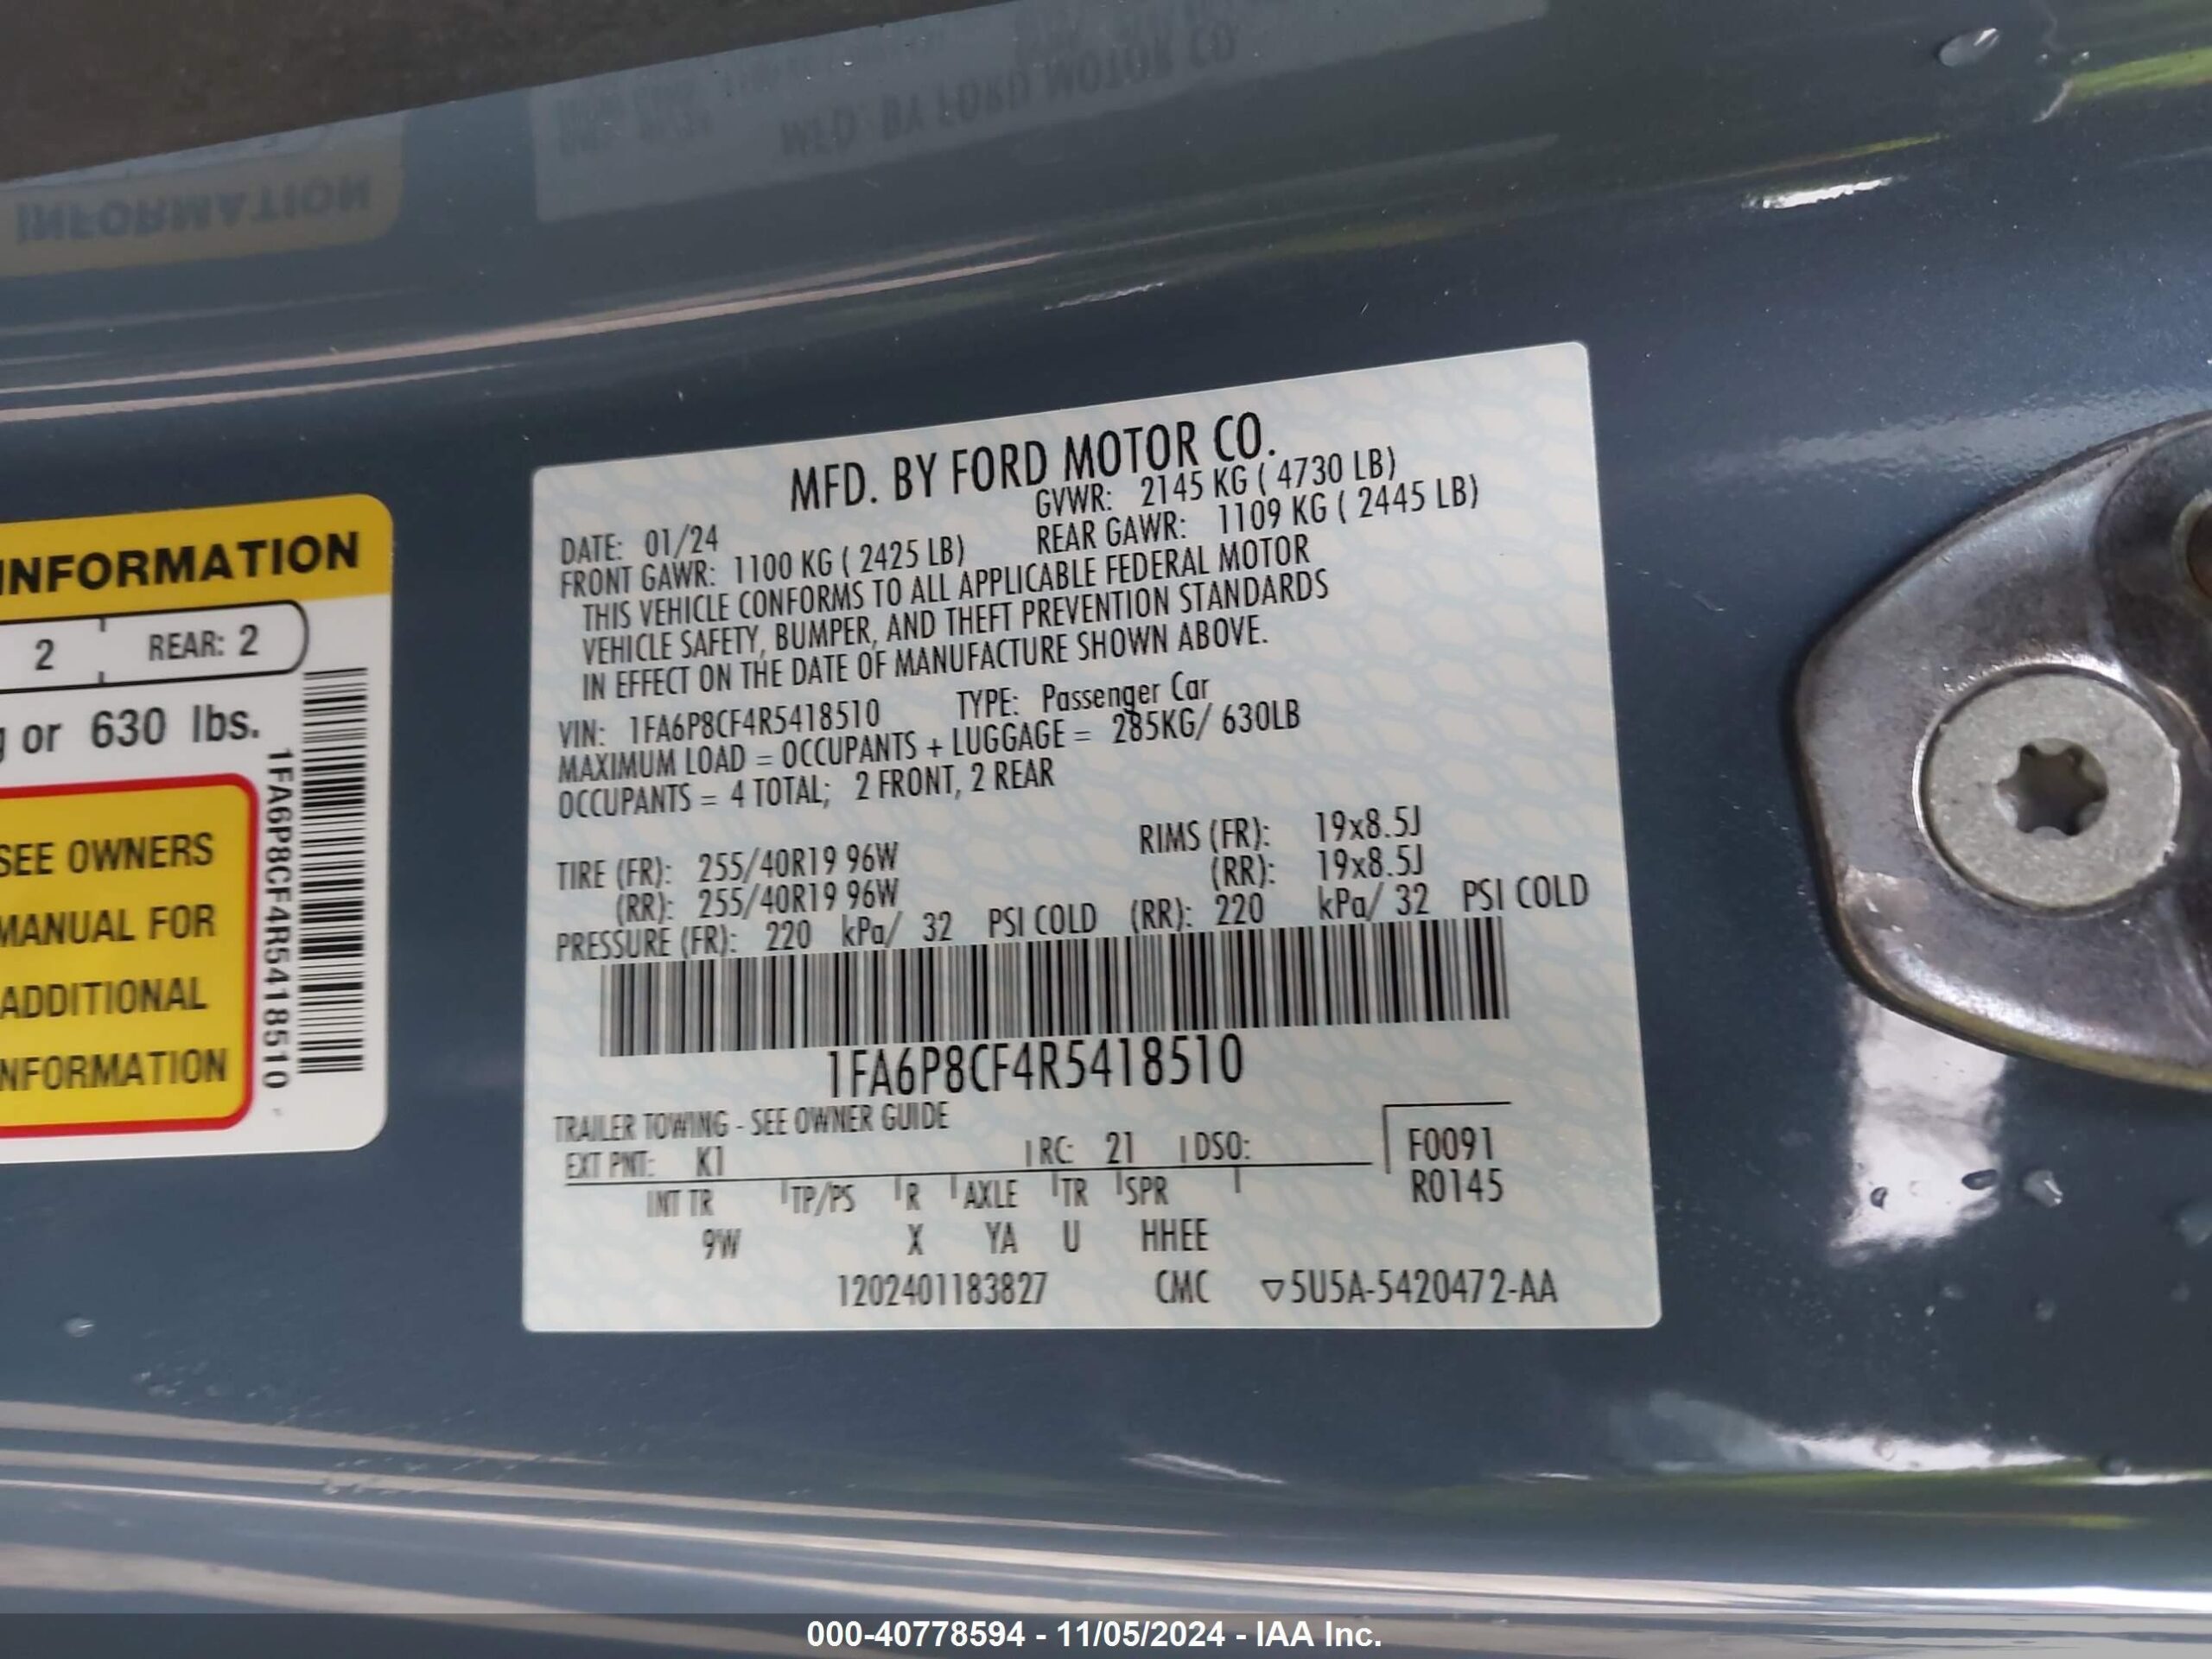 INFORMATION
2 REAR: 2
or 630 lbs.
SEE OWNERS
MANUAL FOR
ADDITIONAL
INFORMATION
1FA6P8CF4R5418510
MFD. BY FORD MOTOR CO.
DATE: 01/24 GVWR: 2145 KG ( 4730 LB)
FRONT GAWR: 1100 KG ( 2425 LB) REAR GAWR: 1109 KG ( 2445 LB)
THIS VEHICLE CONFORMS TO ALL APPLICABLE FEDERAL MOTOR
VEHICLE SAFETY, BUMPER, AND THEFT PREVENTION STANDARDS
IN EFFECT ON THE DATE OF MANUFACTURE SHOWN ABOVE.
VIN: 1FA6P8CF4R5418510 TYPE: Passenger Car
MAXIMUM LOAD = OCCUPANTS + LUGGAGE = 285KG/ 630LB
OCCUPANTS = 4 TOTAL; 2 FRONT, 2 REAR
TIRE (FR): 255/40R19 96W RIMS (FR): 19x8.5J
(RR): 255/40R19 96W (RR): 19x8.5J
PRESSURE (FR): 220 kPa/ 32 PSI COLD (RR): 220 kPa/ 32 PSI COLD
1FA6P8CF4R5418510
TRAILER TOWING - SEE OWNER GUIDE
EXT PNT: K1 RC: 21 DSO: F0091
INT TR TP/PS R AXLE TR SPR R0145
9W X YA U HHEE
1202401183827 CMC ▽5U5A-5420472-AA
000-40778594 - 11/05/2024 - IAA Inc.